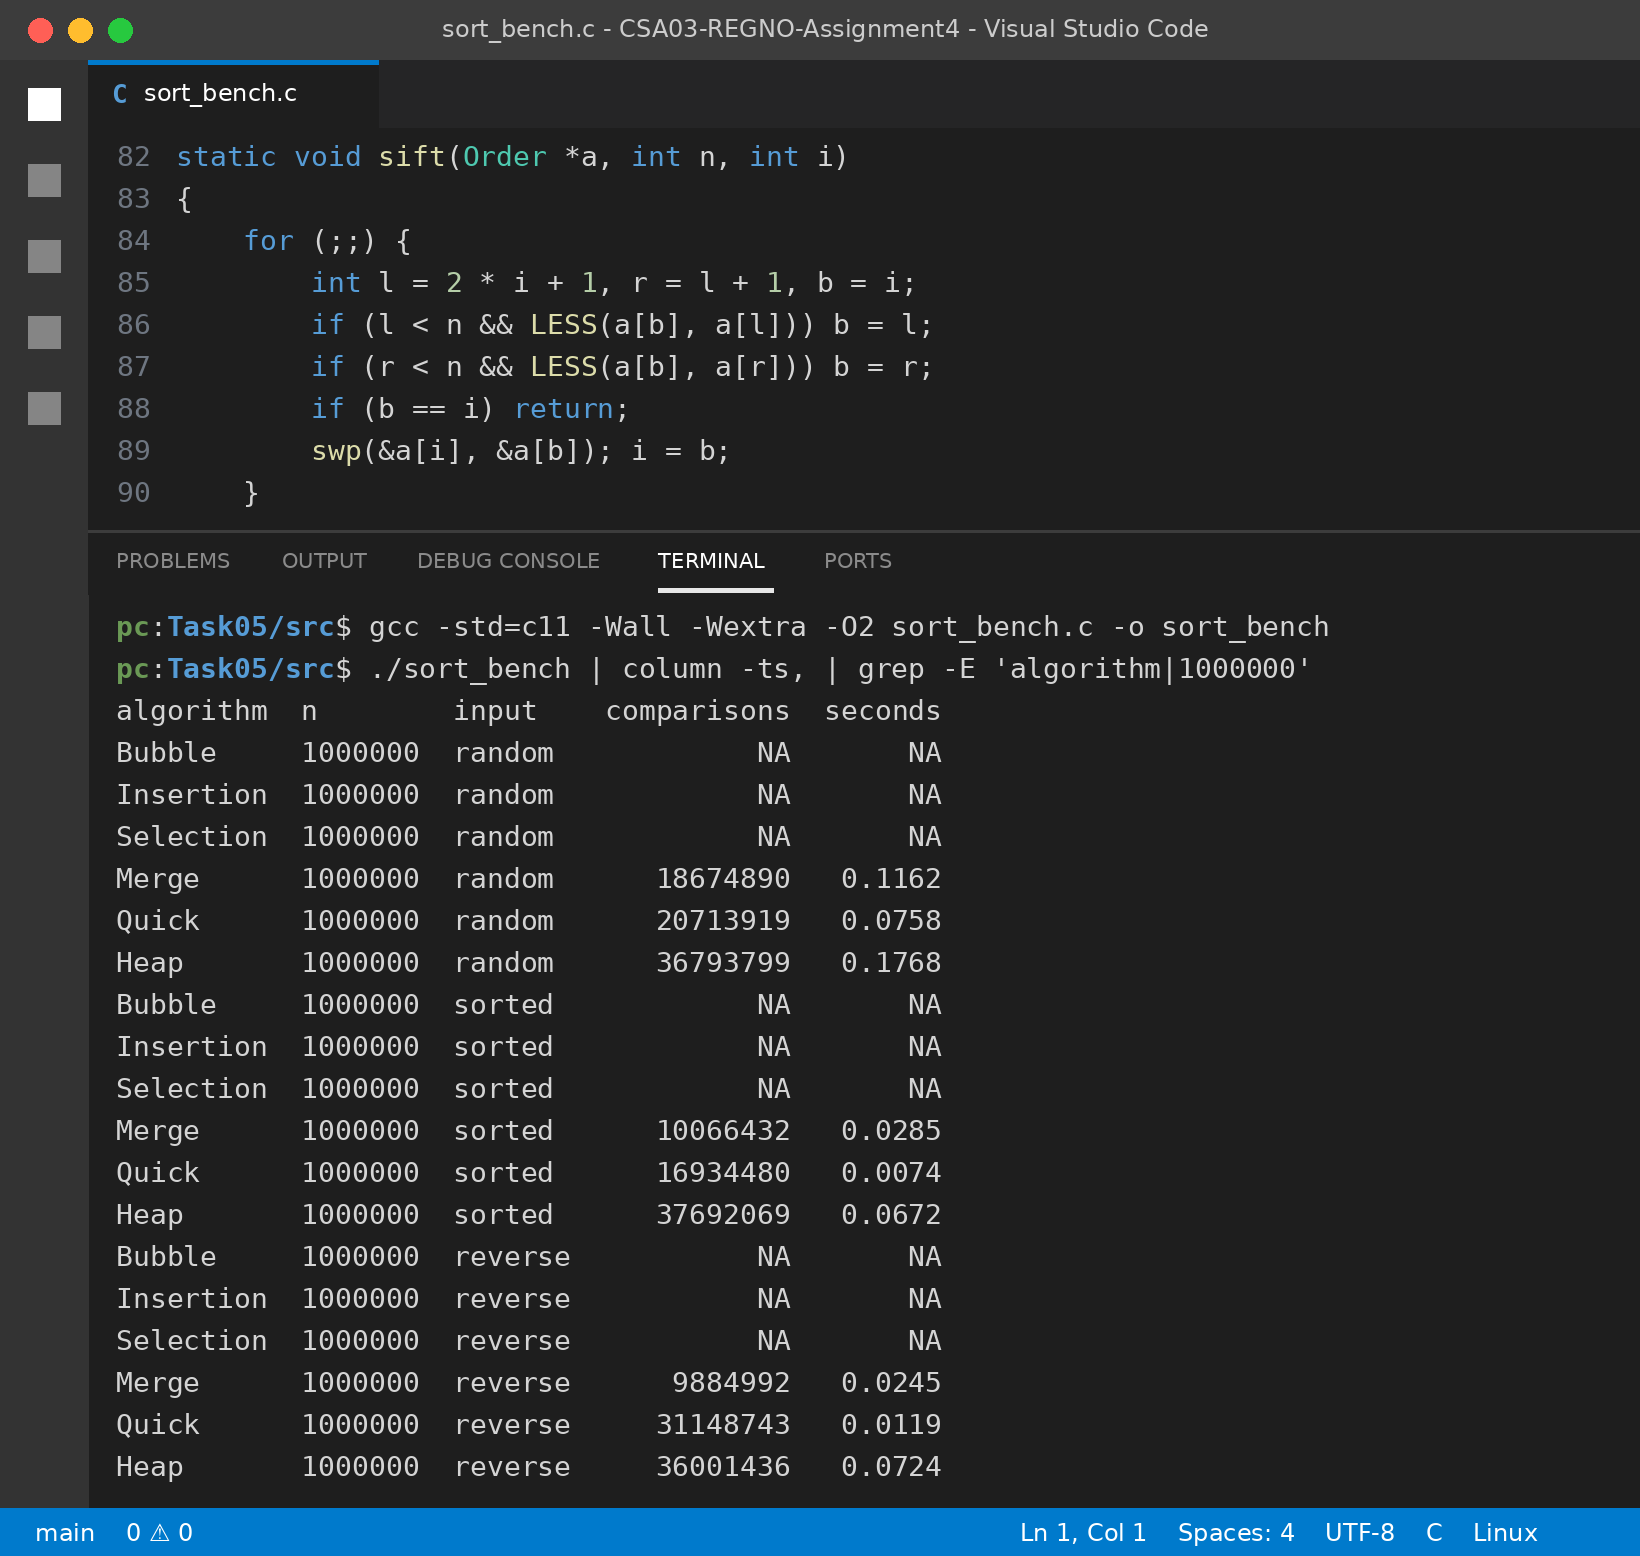 sort_bench.c - CSA03-REGNO-Assignment4 - Visual Studio Code
C sort_bench.c
82 static void sift(Order *a, int n, int i)
83 {
84     for (;;) {
85         int l = 2 * i + 1, r = l + 1, b = i;
86         if (l < n && LESS(a[b], a[l])) b = l;
87         if (r < n && LESS(a[b], a[r])) b = r;
88         if (b == i) return;
89         swp(&a[i], &a[b]); i = b;
90     }
PROBLEMS OUTPUT DEBUG CONSOLE TERMINAL PORTS
pc:Task05/src$ gcc -std=c11 -Wall -Wextra -O2 sort_bench.c -o sort_bench
pc:Task05/src$ ./sort_bench | column -ts, | grep -E 'algorithm|1000000'
algorithm  n        input    comparisons  seconds
Bubble     1000000  random            NA       NA
Insertion  1000000  random            NA       NA
Selection  1000000  random            NA       NA
Merge      1000000  random      18674890   0.1162
Quick      1000000  random      20713919   0.0758
Heap       1000000  random      36793799   0.1768
Bubble     1000000  sorted            NA       NA
Insertion  1000000  sorted            NA       NA
Selection  1000000  sorted            NA       NA
Merge      1000000  sorted      10066432   0.0285
Quick      1000000  sorted      16934480   0.0074
Heap       1000000  sorted      37692069   0.0672
Bubble     1000000  reverse           NA       NA
Insertion  1000000  reverse           NA       NA
Selection  1000000  reverse           NA       NA
Merge      1000000  reverse      9884992   0.0245
Quick      1000000  reverse     31148743   0.0119
Heap       1000000  reverse     36001436   0.0724
main 0 ⚠ 0 Ln 1, Col 1 Spaces: 4 UTF-8 C Linux